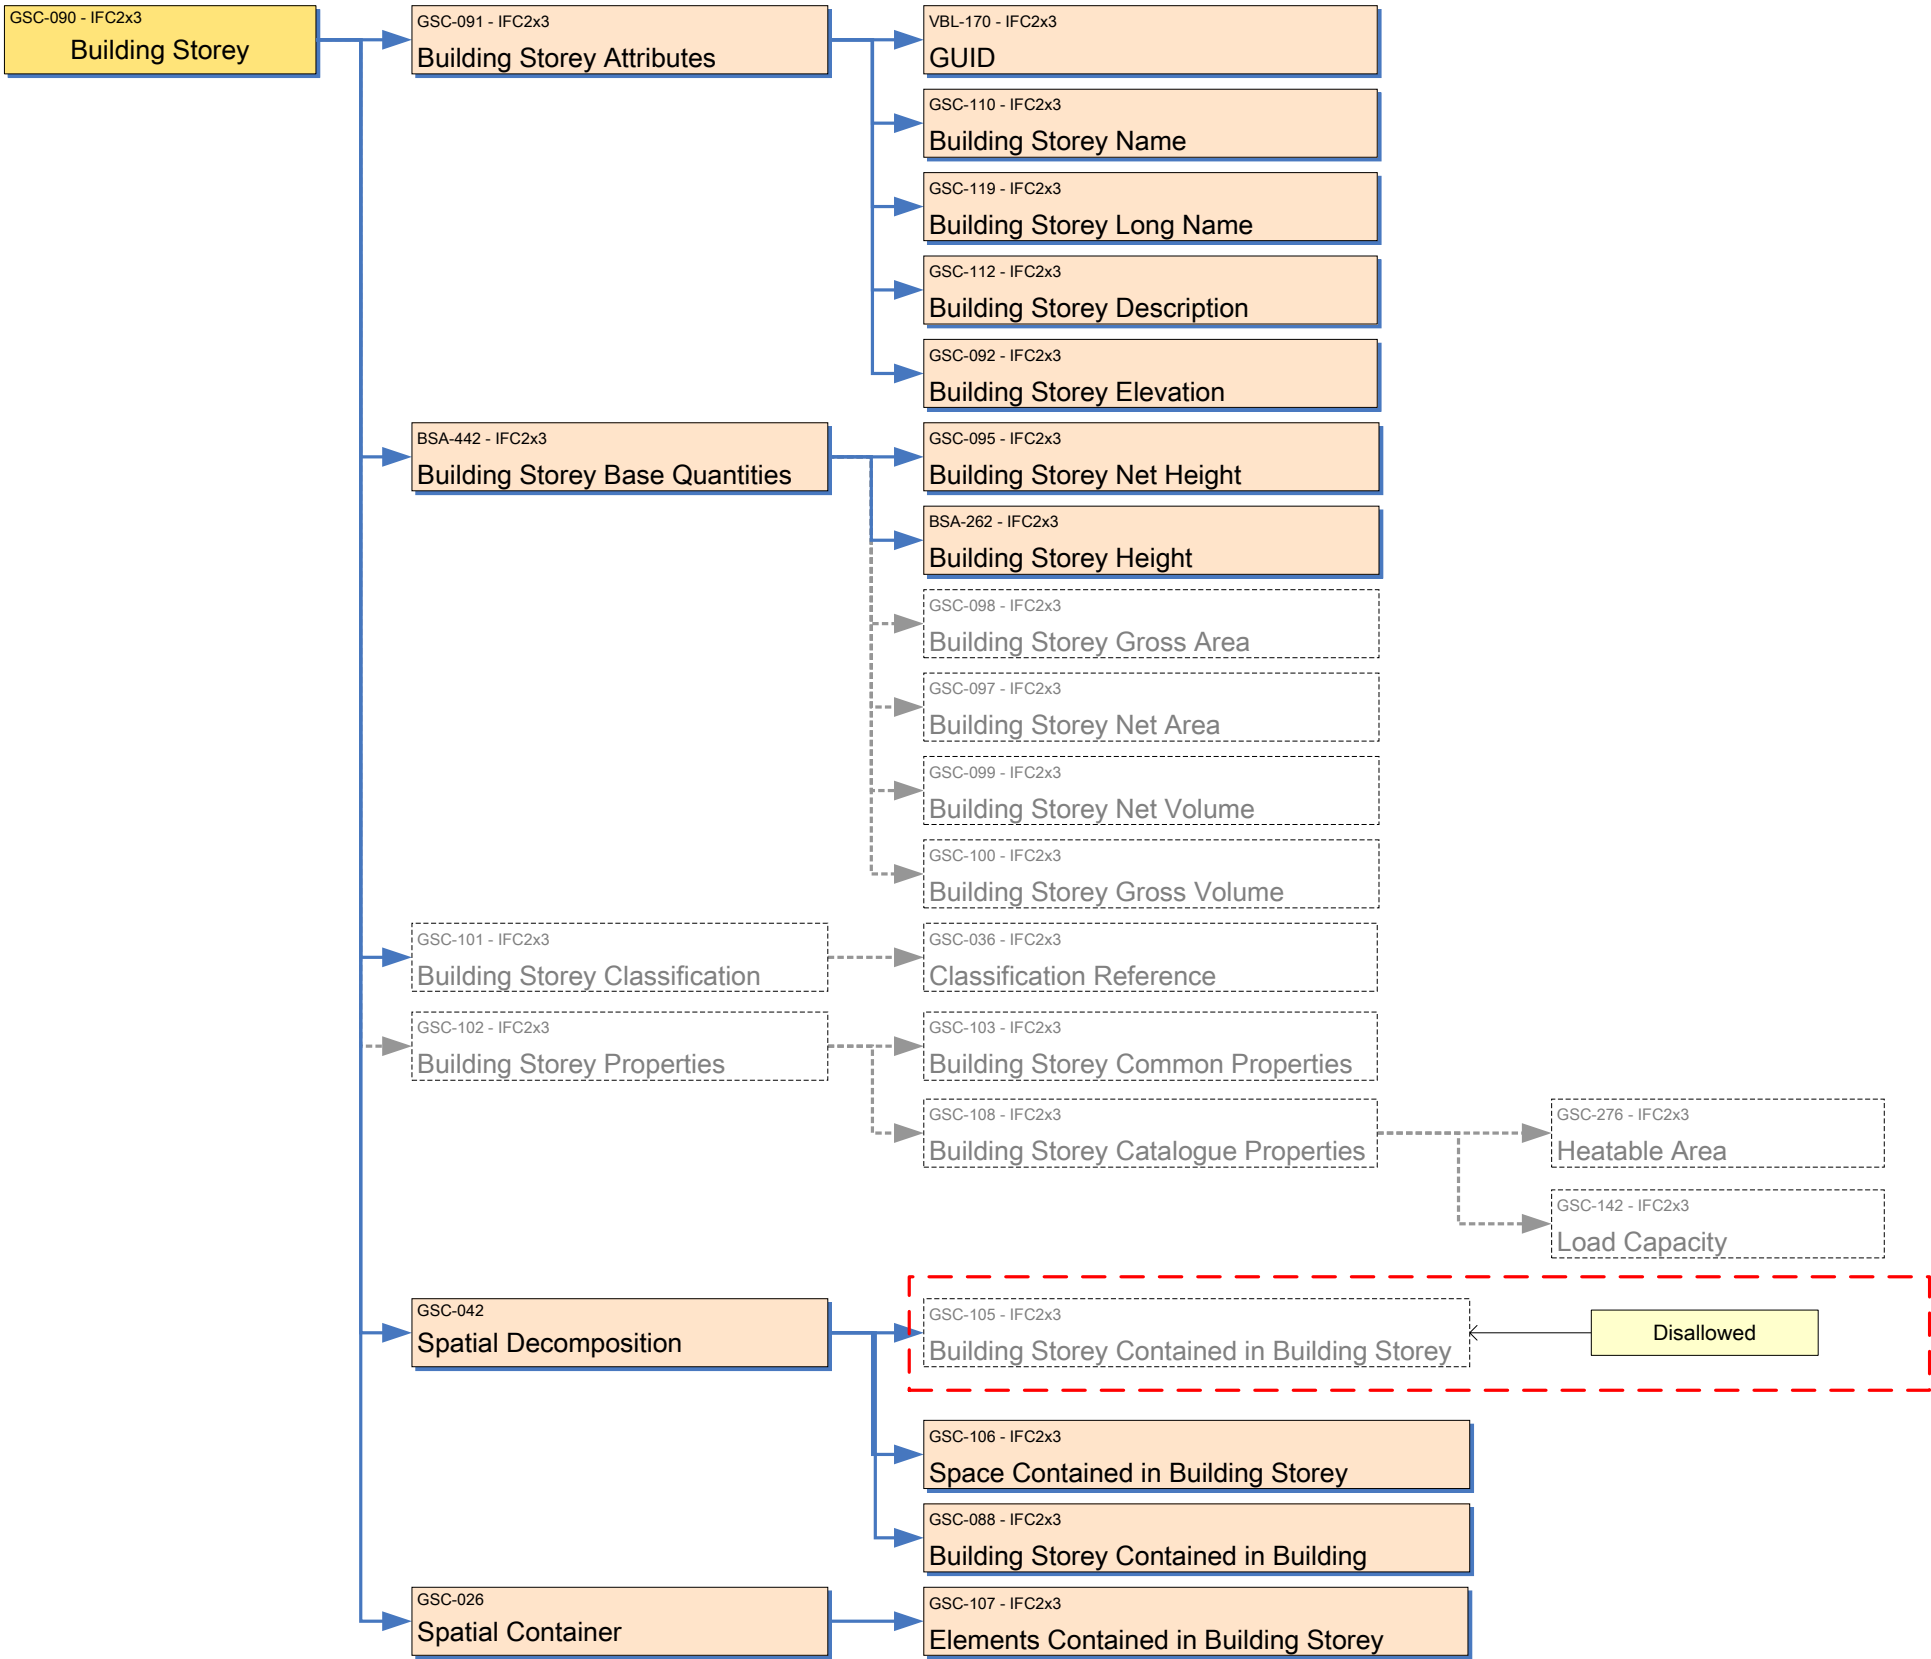 GSC-090 - IFC2x3
Building Storey
GSC-091 - IFC2x3
Building Storey Attributes
VBL-170 - IFC2x3
GUID
GSC-110 - IFC2x3
Building Storey Name
GSC-119 - IFC2x3
Building Storey Long Name
GSC-112 - IFC2x3
Building Storey Description
GSC-092 - IFC2x3
Building Storey Elevation
BSA-442 - IFC2x3
Building Storey Base Quantities
GSC-095 - IFC2x3
Building Storey Net Height
BSA-262 - IFC2x3
Building Storey Height
GSC-098 - IFC2x3
Building Storey Gross Area
GSC-097 - IFC2x3
Building Storey Net Area
GSC-099 - IFC2x3
Building Storey Net Volume
GSC-100 - IFC2x3
Building Storey Gross Volume
GSC-101 - IFC2x3
Building Storey Classification
GSC-036 - IFC2x3
Classification Reference
GSC-102 - IFC2x3
Building Storey Properties
GSC-103 - IFC2x3
Building Storey Common Properties
GSC-108 - IFC2x3
Building Storey Catalogue Properties
GSC-276 - IFC2x3
Heatable Area
GSC-142 - IFC2x3
Load Capacity
GSC-042
Spatial Decomposition
GSC-105 - IFC2x3
Building Storey Contained in Building Storey
Disallowed
GSC-106 - IFC2x3
Space Contained in Building Storey
GSC-088 - IFC2x3
Building Storey Contained in Building
GSC-026
Spatial Container
GSC-107 - IFC2x3
Elements Contained in Building Storey